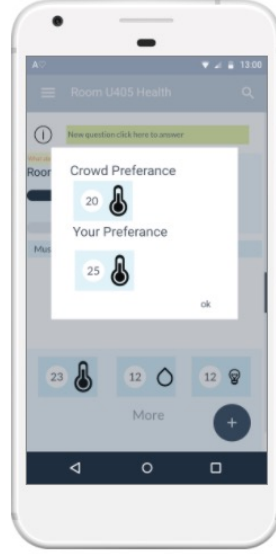 A♡ 13:00
Room U405 Health
New question click here to answer
Roor
Crowd Preferance
20
Your Preferance
25
Mus
ok
23 12 12
More
+